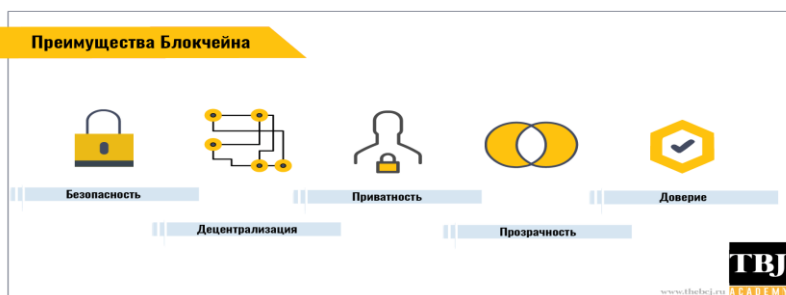 Преимущества Блокчейна
Безопасность
Приватность
Доверие
Децентрализация
Прозрачность
TBJ
www.thebcj.ru ACADEMY